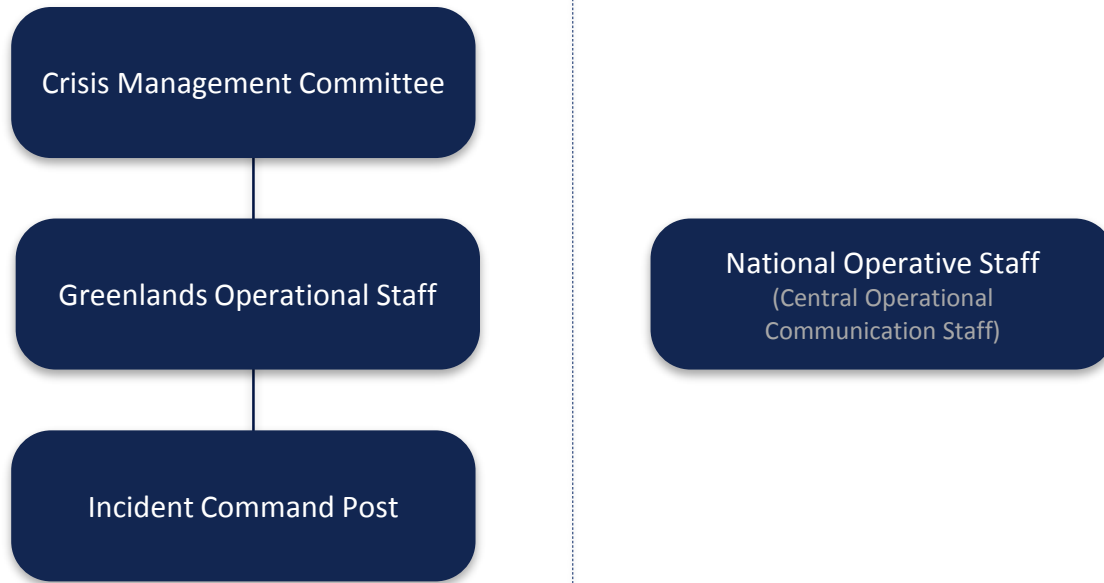 Crisis Management Committee
Greenlands Operational Staff
National Operative Staff
(Central Operational
Communication Staff)
Incident Command Post